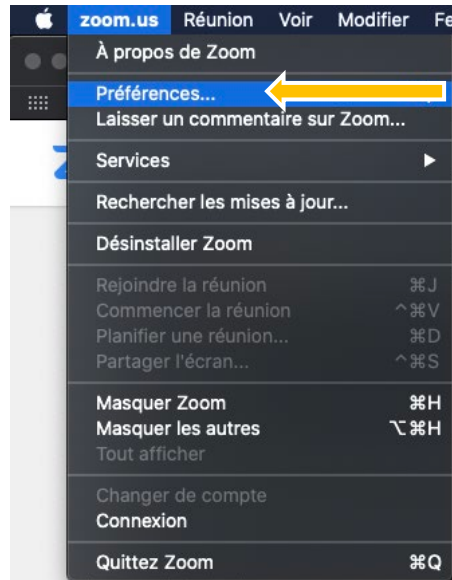 zoom.us Réunion Voir Modifier Fe
À propos de Zoom
Préférences...
Laisser un commentaire sur Zoom...
Services
Rechercher les mises à jour...
Désinstaller Zoom
Rejoindre la réunion ⌘J
Commencer la réunion ^⌘V
Planifier une réunion... ⌘D
Partager l'écran... ^⌘S
Masquer Zoom ⌘H
Masquer les autres ⌥⌘H
Tout afficher
Changer de compte
Connexion
Quittez Zoom ⌘Q